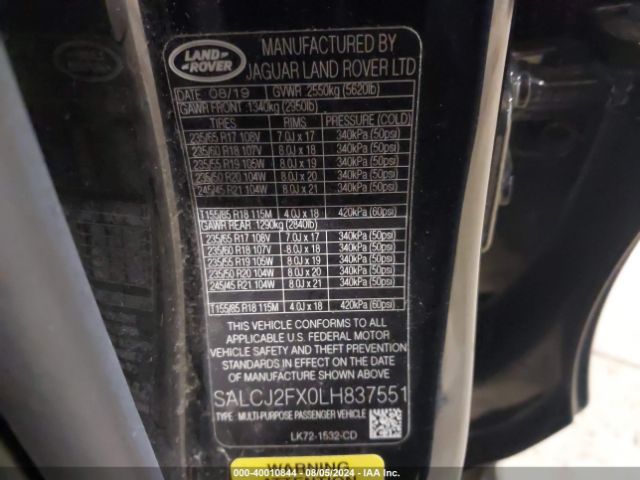 LAND ROVER
MANUFACTURED BY
JAGUAR LAND ROVER LTD
DATE 08/19 GVWR 2550kg (5620lb)
GAWR FRONT 1340kg (2950lb)
TYRES RIMS PRESSURE (COLD)
235/65 R17 108V 7.0J x 17 340kPa (50psi)
235/60 R18 107V 8.0J x 18 340kPa (50psi)
235/55 R19 105W 8.0J x 19 340kPa (50psi)
235/50 R20 104W 8.0J x 20 340kPa (50psi)
245/45 R21 104W 8.0J x 21 340kPa (50psi)
T155/85 R18 115M 4.0J x 18 420kPa (60psi)
GAWR REAR 1290kg (2840lb)
235/65 R17 108V 7.0J x 17 340kPa (50psi)
235/60 R18 107V 8.0J x 18 340kPa (50psi)
235/55 R19 105W 8.0J x 19 340kPa (50psi)
235/50 R20 104W 8.0J x 20 340kPa (50psi)
245/45 R21 104W 8.0J x 21 340kPa (50psi)
T155/85 R18 115M 4.0J x 18 420kPa (60psi)
THIS VEHICLE CONFORMS TO ALL
APPLICABLE U.S. FEDERAL MOTOR
VEHICLE SAFETY AND THEFT PREVENTION
STANDARDS IN EFFECT ON THE DATE
OF MANUFACTURE SHOWN ABOVE
SALCJ2FX0LH837551
TYPE : MULTI-PURPOSE PASSENGER VEHICLE
LK72-1532-CD
WARNING
000-40010844 - 08/05/2024 - IAA Inc.